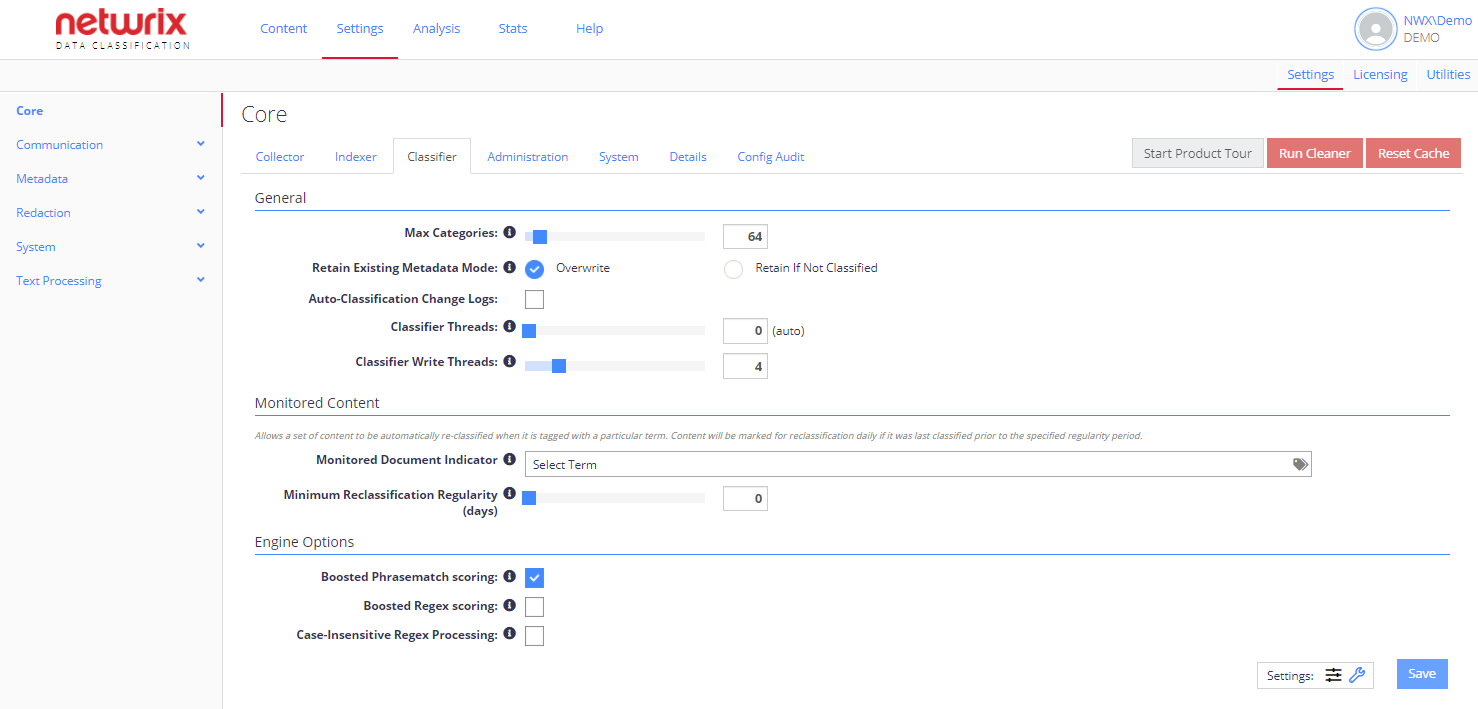 netwrix
DATA CLASSIFICATION
Content Settings Analysis Stats Help
NWX\Demo
DEMO
Settings Licensing Utilities
Core
Communication
Metadata
Redaction
System
Text Processing
Core
Collector Indexer Classifier Administration System Details Config Audit
Start Product Tour Run Cleaner Reset Cache
General
Max Categories: 64
Retain Existing Metadata Mode: Overwrite Retain If Not Classified
Auto-Classification Change Logs:
Classifier Threads: 0 (auto)
Classifier Write Threads: 4
Monitored Content
Allows a set of content to be automatically re-classified when it is tagged with a particular term. Content will be marked for reclassification daily if it was last classified prior to the specified regularity period.
Monitored Document Indicator Select Term
Minimum Reclassification Regularity 0
(days)
Engine Options
Boosted Phrasematch scoring:
Boosted Regex scoring:
Case-Insensitive Regex Processing:
Settings: Save